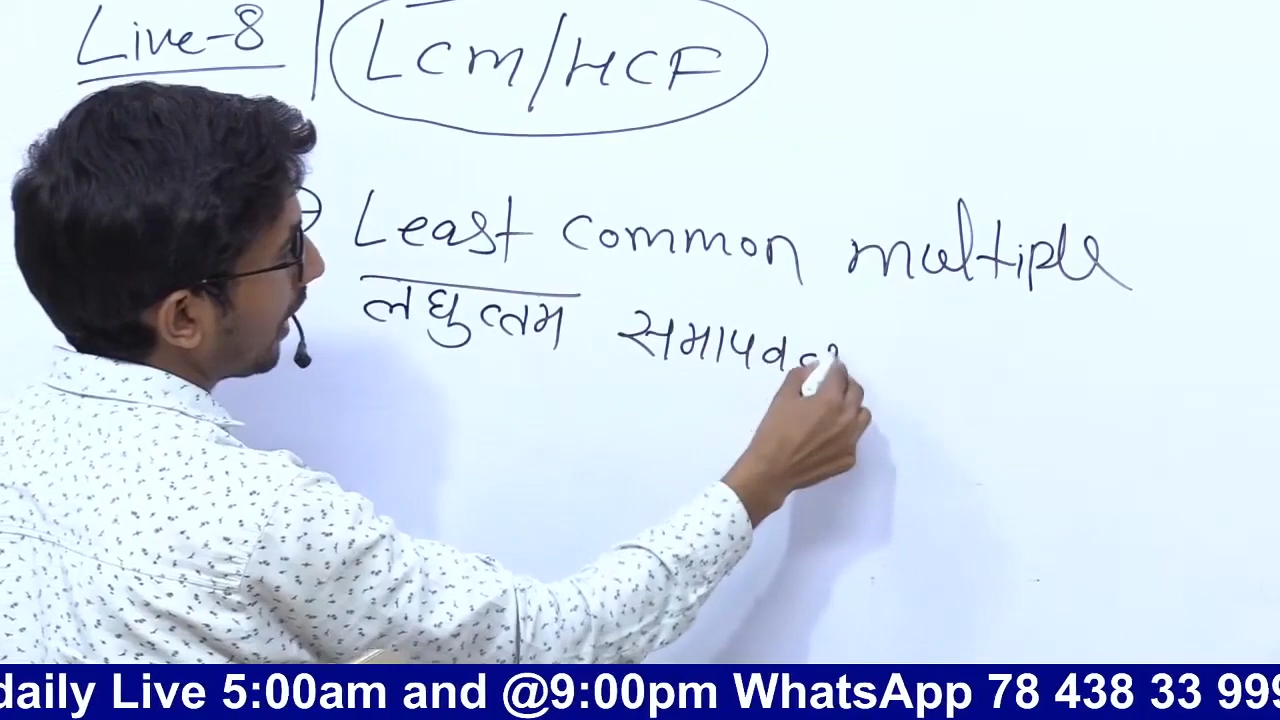 Live-8 | LCM/HCF
→ Least common multiple
लघुत्तम समापव
daily Live 5:00am and @9:00pm WhatsApp 78 438 33 999